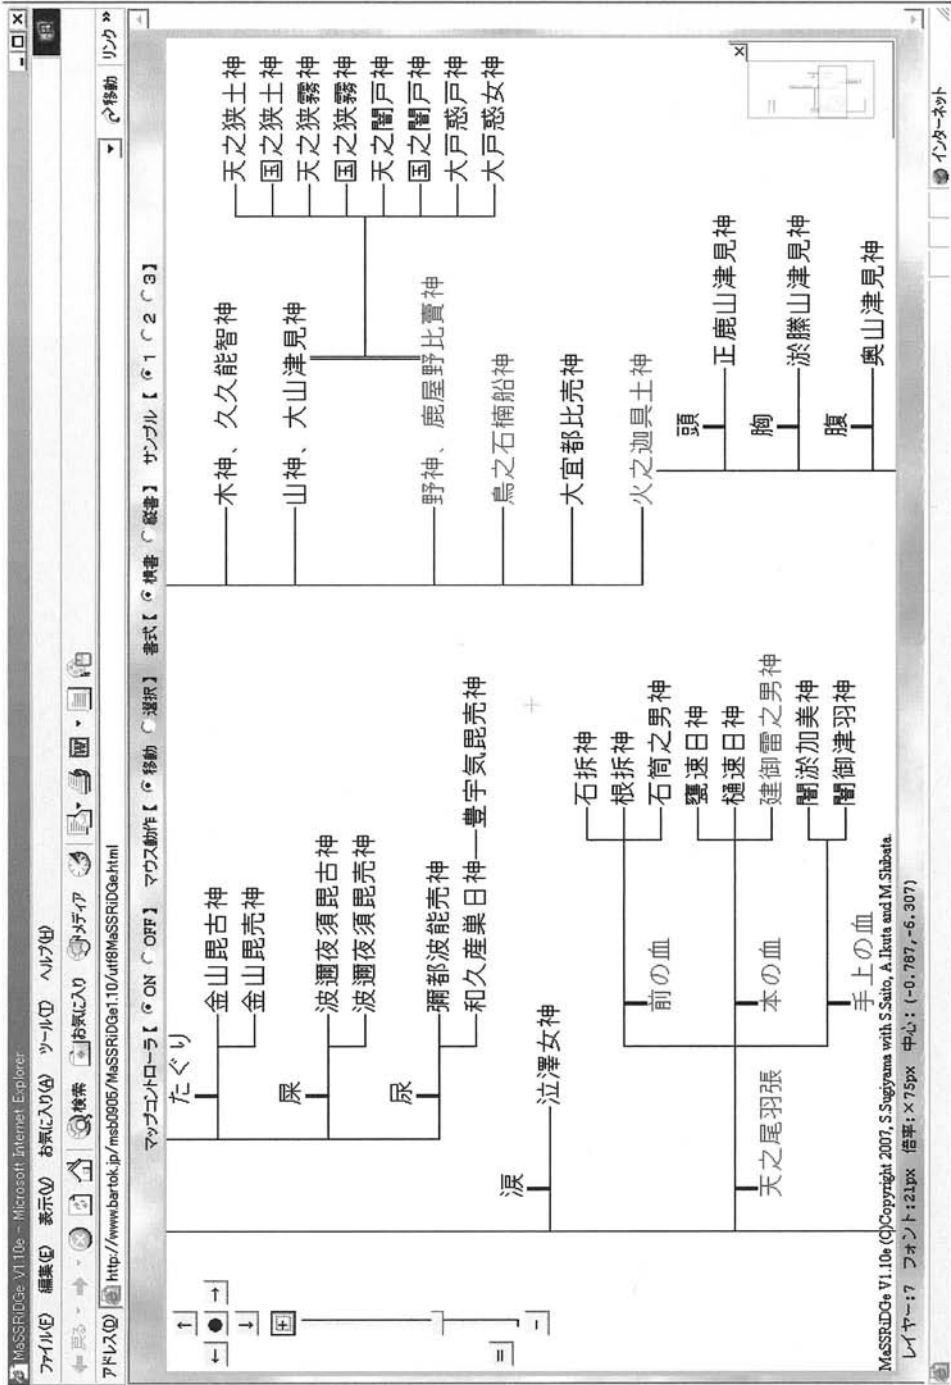 MaSSRiDGe V1.10e - Microsoft Internet Explorer
ファイル(F) 編集(E) 表示(V) お気に入り(A) ツール(T) ヘルプ(H)
戻る 検索 お気に入り メディア
アドレス(D) http://www.bartok.jp/msb0905/MaSSRiDGe1.10/utf8MaSSRiDGe.html 移動 リンク »
マップコントローラ【 ON OFF】 マウス動作【 移動 選択】 書式【 横書 縦書】 サンプル【 1 2 3】
たぐり
金山毘古神
金山毘売神
屎
波邇夜須毘古神
波邇夜須毘売神
尿
彌都波能売神
和久産巣日神
豊宇気毘売神
涙
泣澤女神
天之尾羽張
前の血
石拆神
根拆神
石筒之男神
本の血
甕速日神
樋速日神
建御雷之男神
手上の血
闇淤加美神
闇御津羽神
木神、久久能智神
山神、大山津見神
野神、鹿屋野比賣神
天之狭土神
国之狭土神
天之狭霧神
国之狭霧神
天之闇戸神
国之闇戸神
大戸惑戸神
大戸惑女神
鳥之石楠船神
大宜都比売神
火之迦具土神
頭
正鹿山津見神
胸
淤縢山津見神
腹
奥山津見神
MaSSRiDGe V1.10e (C)Copyright 2007, S.Sugiyama with S.Saito, A.Ikuta and M.Shibata.
レイヤー:7 フォント:21px 倍率:×75px 中心:(-0.787,-6.307)
インターネット